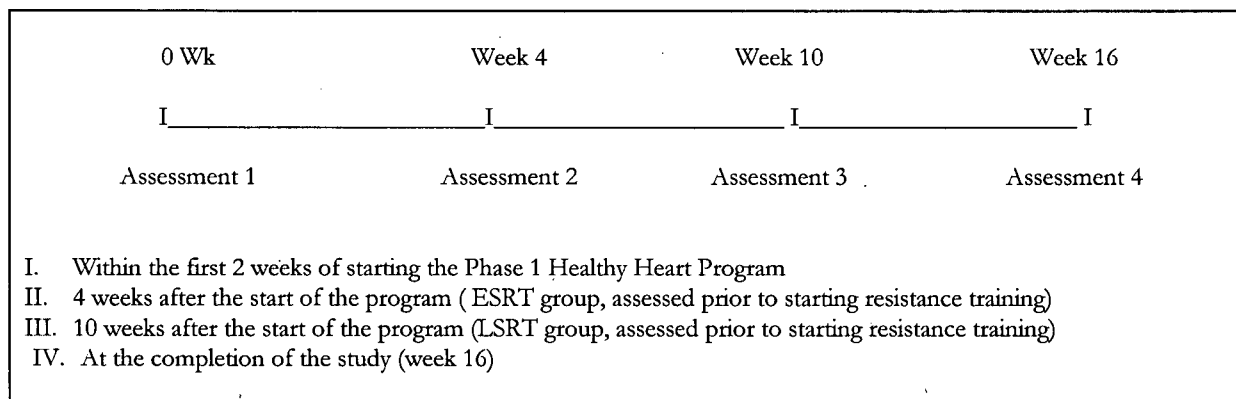 0 Wk Week 4 Week 10 Week 16
I______________________I____________________I____________________I
Assessment 1 Assessment 2 Assessment 3 Assessment 4
I. Within the first 2 weeks of starting the Phase 1 Healthy Heart Program
II. 4 weeks after the start of the program ( ESRT group, assessed prior to starting resistance training)
III. 10 weeks after the start of the program (LSRT group, assessed prior to starting resistance training)
IV. At the completion of the study (week 16)